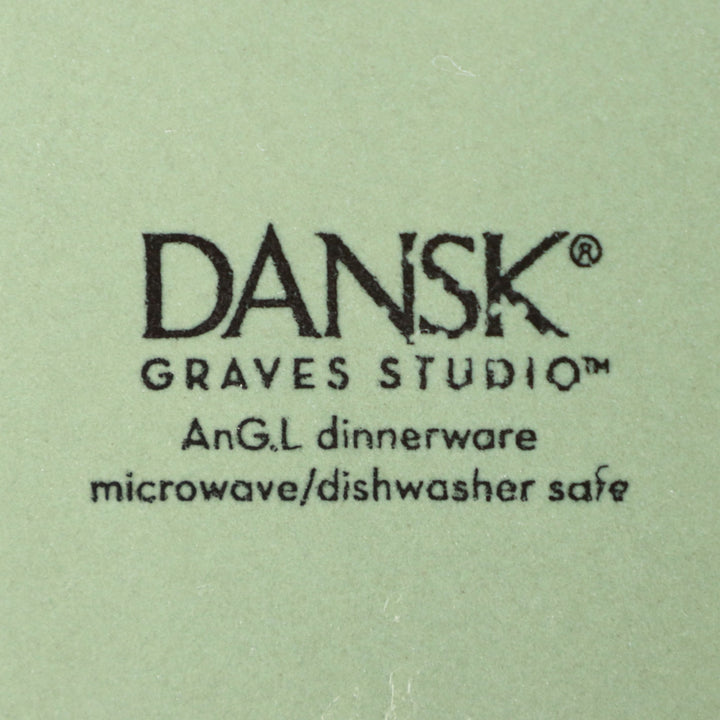 DANSK®
GRAVES STUDIO™
AnG.L dinnerware
microwave/dishwasher safe